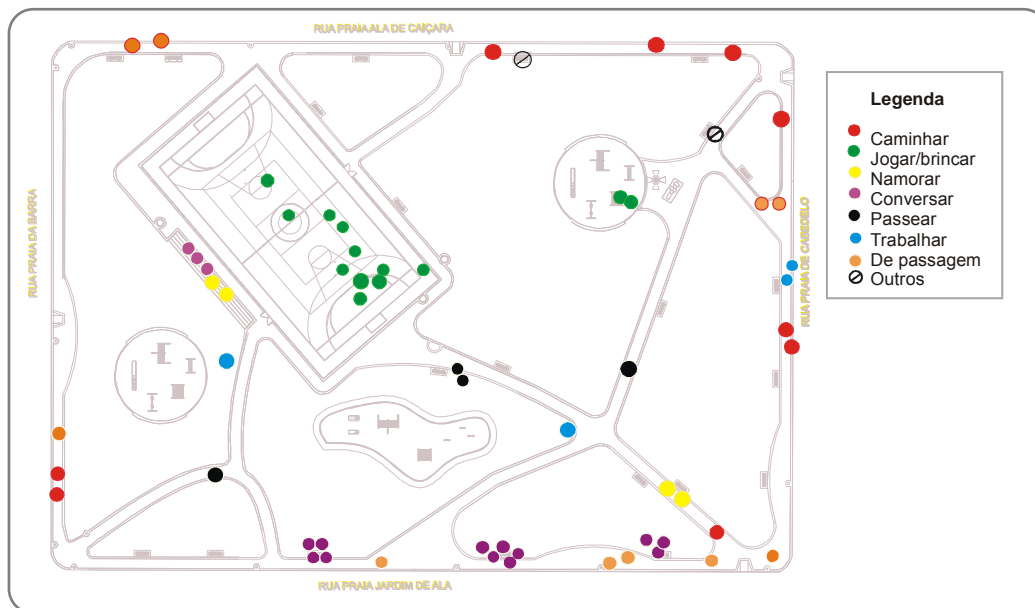 RUA PRAIA ALA DE CAIÇARA
RUA PRAIA DA BARRA
RUA PRAIA DE CABEDELO
RUA PRAIA JARDIM DE ALA
Legenda
Caminhar
Jogar/brincar
Namorar
Conversar
Passear
Trabalhar
De passagem
Outros